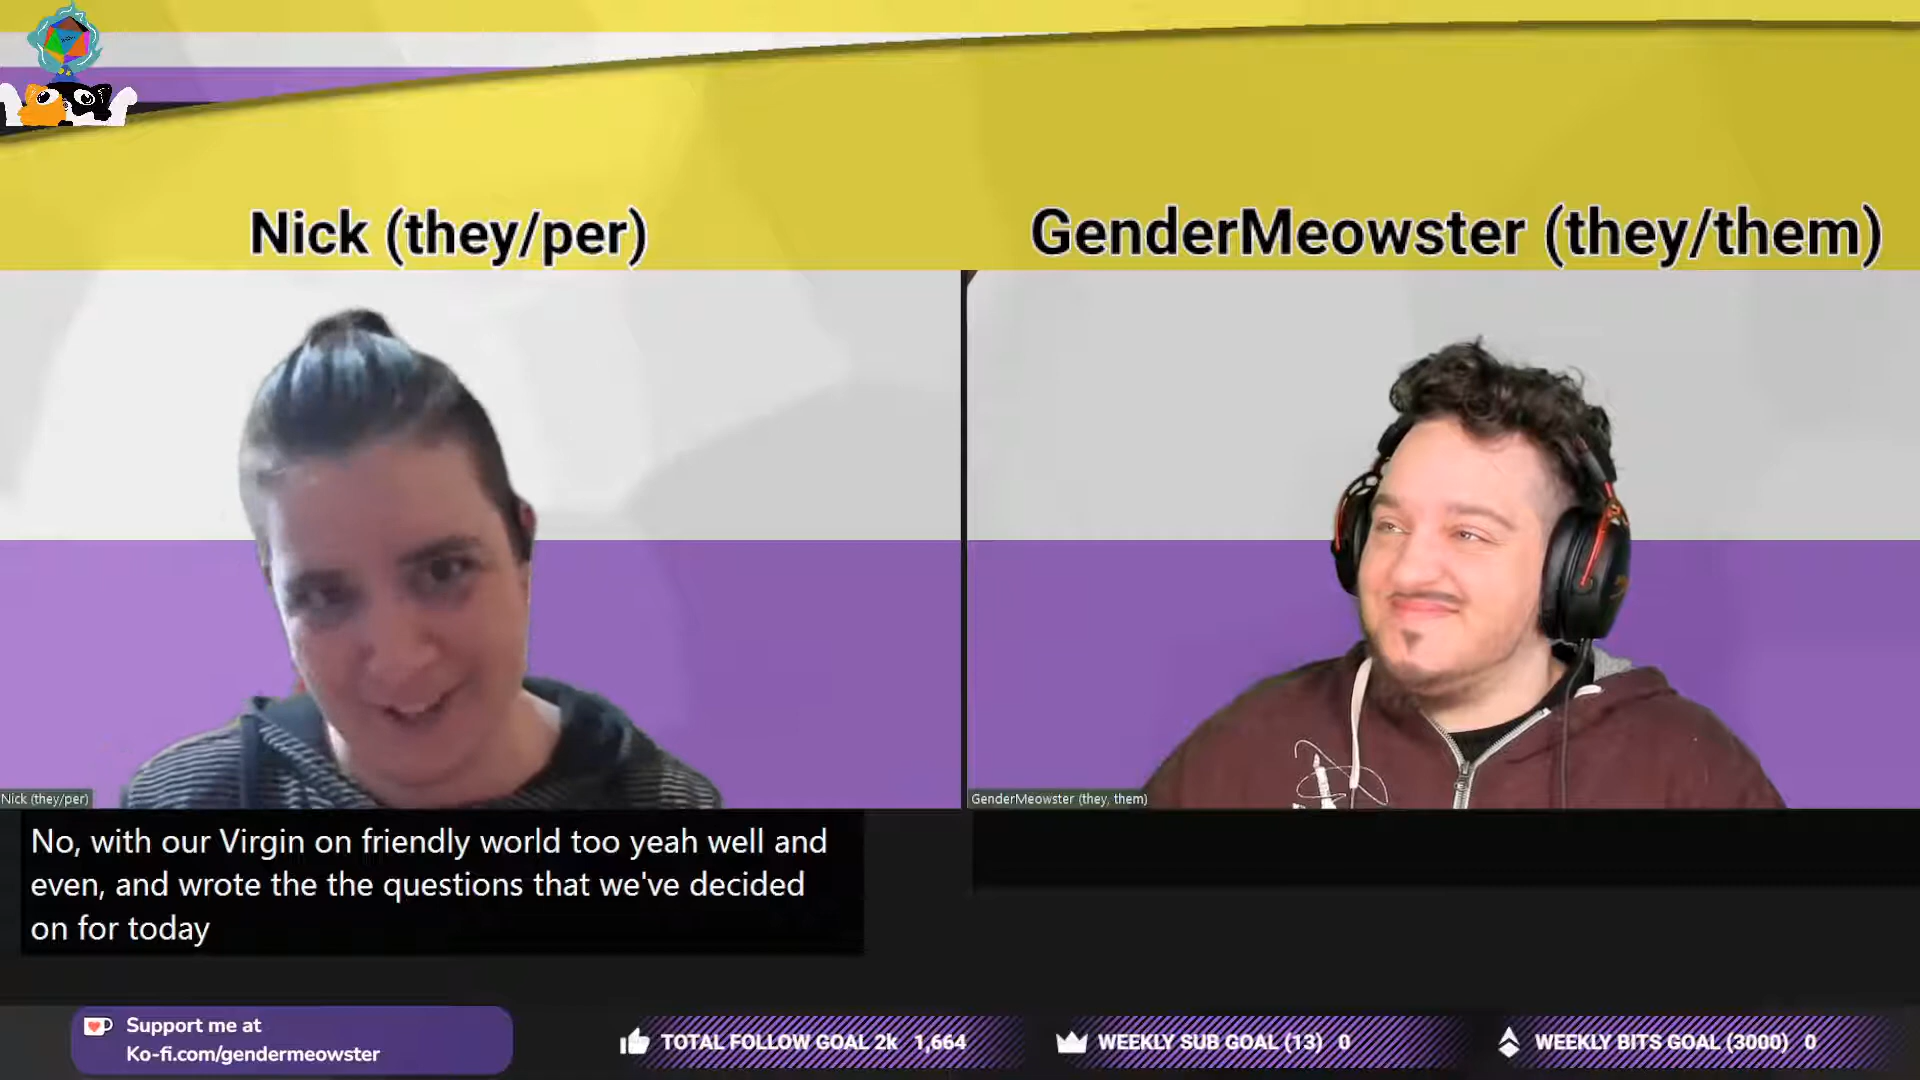 Nick (they/per)
GenderMeowster (they/them)
Nick (they/per)
GenderMeowster (they, them)
No, with our Virgin on friendly world too yeah well and
even, and wrote the the questions that we've decided
on for today
Support me at
Ko-fi.com/gendermeowster
TOTAL FOLLOW GOAL 2k 1,664
WEEKLY SUB GOAL (13) 0
WEEKLY BITS GOAL (3000) 0